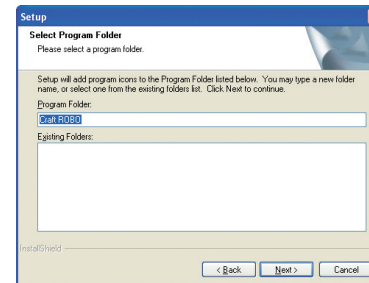 Setup
Select Program Folder
Please select a program folder.
Setup will add program icons to the Program Folder listed below. You may type a new folder
name, or select one from the existing folders list. Click Next to continue.
Program Folder:
Craft ROBO
Existing Folders:
InstallShield
< Back
Next >
Cancel